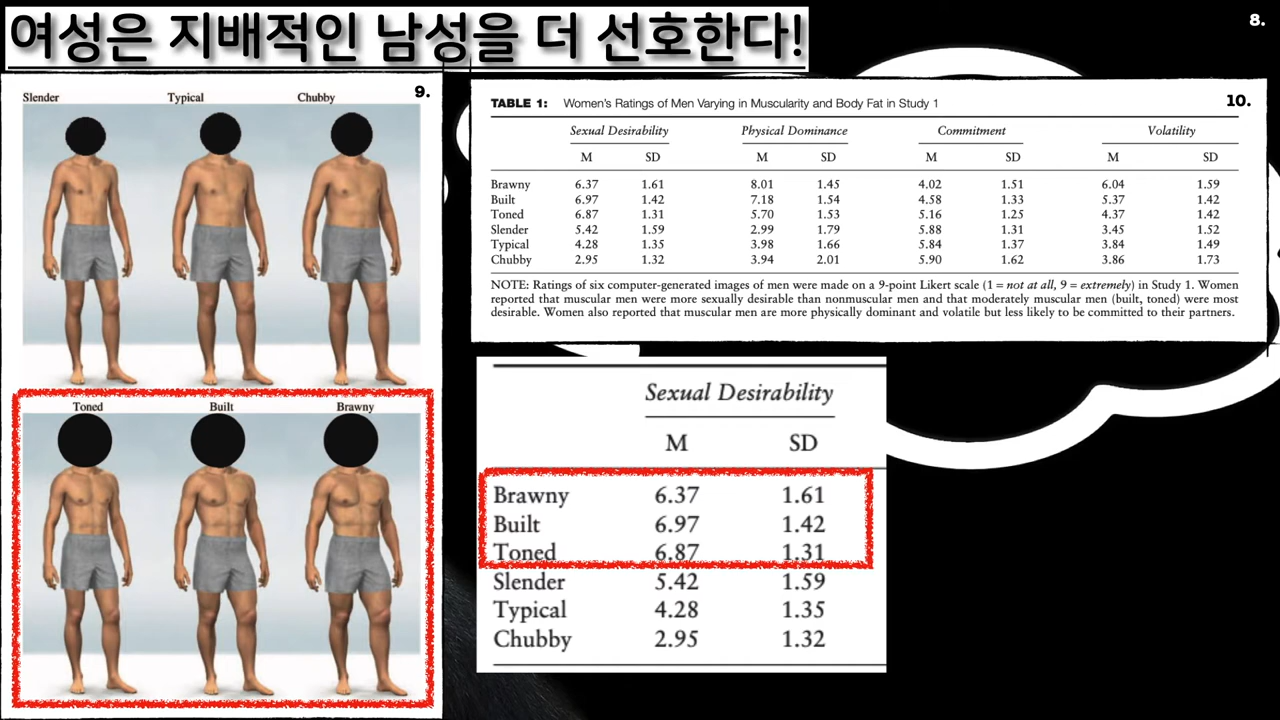 여성은 지배적인 남성을 더 선호한다!
8.
Slender Typical Chubby
9.
Toned Built Brawny
TABLE 1: Women's Ratings of Men Varying in Muscularity and Body Fat in Study 1
10.
Sexual Desirability Physical Dominance Commitment Volatility
M SD M SD M SD M SD
Brawny 6.37 1.61 8.01 1.45 4.02 1.51 6.04 1.59
Built 6.97 1.42 7.18 1.54 4.58 1.33 5.37 1.42
Toned 6.87 1.31 5.70 1.53 5.16 1.25 4.37 1.42
Slender 5.42 1.59 2.99 1.79 5.88 1.31 3.45 1.52
Typical 4.28 1.35 3.98 1.66 5.84 1.37 3.84 1.49
Chubby 2.95 1.32 3.94 2.01 5.90 1.62 3.86 1.73
NOTE: Ratings of six computer-generated images of men were made on a 9-point Likert scale (1 = not at all, 9 = extremely) in Study 1. Women
reported that muscular men were more sexually desirable than nonmuscular men and that moderately muscular men (built, toned) were most
desirable. Women also reported that muscular men are more physically dominant and volatile but less likely to be committed to their partners.
Sexual Desirability
M SD
Brawny 6.37 1.61
Built 6.97 1.42
Toned 6.87 1.31
Slender 5.42 1.59
Typical 4.28 1.35
Chubby 2.95 1.32